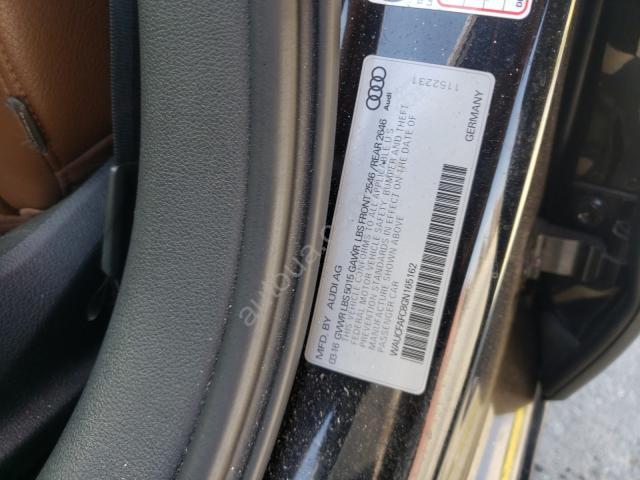 1152231
Audi
GERMANY
MFD. BY AUDI AG
03.16 GVWR LBS 5015 GAWR LBS FRONT 2646 /REAR 2646
THIS VEHICLE CONFORMS TO ALL APPLICABLE U.S.
FEDERAL MOTOR VEHICLE SAFETY, BUMPER AND THEFT
PREVENTION STANDARDS IN EFFECT ON THE DATE OF
MANUFACTURE SHOWN ABOVE
PASSENGER CAR
WAUCFAFC8GN165162